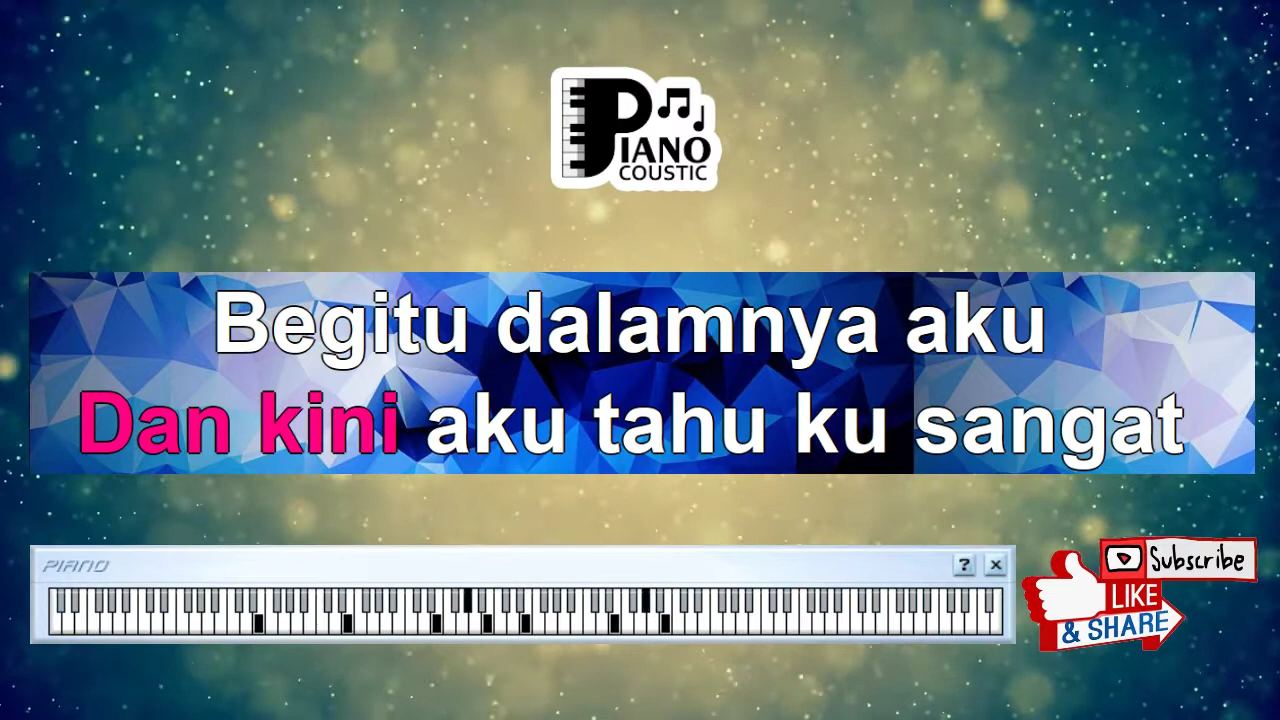 PIANO
COUSTIC
Begitu dalamnya aku
Dan kini aku tahu ku sangat
PIANO
? ×
Subscribe
LIKE
& SHARE